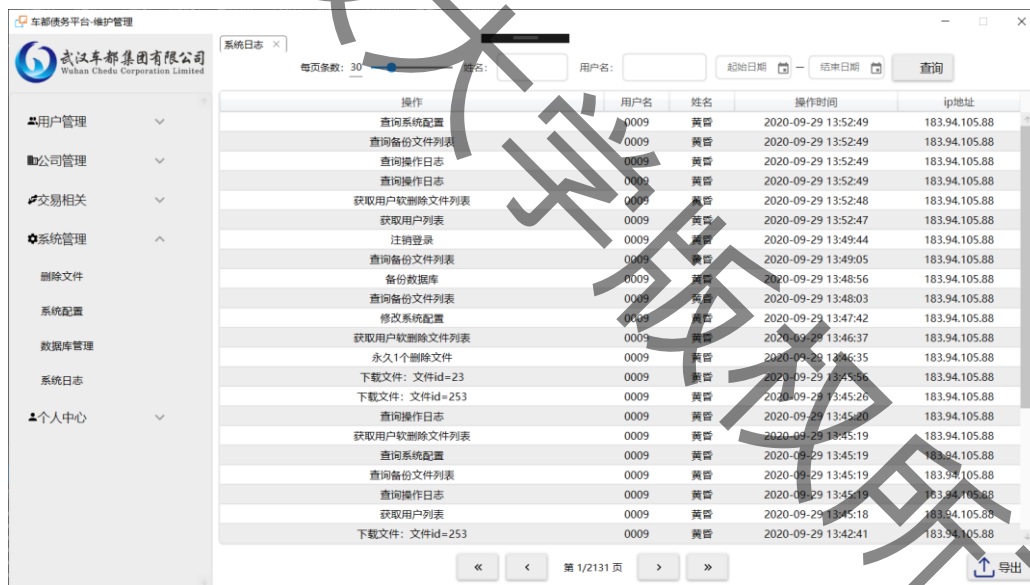 车都债务平台-维护管理
武汉车都集团有限公司
Wuhan Chedu Corporation Limited
系统日志 ×
每页条数: 30 姓名: 用户名: 起始日期 — 结束日期 查询
用户管理
公司管理
交易相关
系统管理
删除文件
系统配置
数据库管理
系统日志
个人中心
操作 用户名 姓名 操作时间 ip地址
查询系统配置 0009 黄昏 2020-09-29 13:52:49 183.94.105.88
查询备份文件列表 0009 黄昏 2020-09-29 13:52:49 183.94.105.88
查询操作日志 0009 黄昏 2020-09-29 13:52:49 183.94.105.88
查询操作日志 0009 黄昏 2020-09-29 13:52:49 183.94.105.88
获取用户软删除文件列表 0009 黄昏 2020-09-29 13:52:48 183.94.105.88
获取用户列表 0009 黄昏 2020-09-29 13:52:47 183.94.105.88
注销登录 0009 黄昏 2020-09-29 13:49:44 183.94.105.88
查询备份文件列表 0009 黄昏 2020-09-29 13:49:05 183.94.105.88
备份数据库 0009 黄昏 2020-09-29 13:48:56 183.94.105.88
查询备份文件列表 0009 黄昏 2020-09-29 13:48:03 183.94.105.88
修改系统配置 0009 黄昏 2020-09-29 13:47:42 183.94.105.88
获取用户软删除文件列表 0009 黄昏 2020-09-29 13:46:37 183.94.105.88
永久1个删除文件 0009 黄昏 2020-09-29 13:46:35 183.94.105.88
下载文件：文件id=23 0009 黄昏 2020-09-29 13:45:56 183.94.105.88
下载文件：文件id=253 0009 黄昏 2020-09-29 13:45:26 183.94.105.88
查询操作日志 0009 黄昏 2020-09-29 13:45:20 183.94.105.88
获取用户软删除文件列表 0009 黄昏 2020-09-29 13:45:19 183.94.105.88
查询系统配置 0009 黄昏 2020-09-29 13:45:19 183.94.105.88
查询备份文件列表 0009 黄昏 2020-09-29 13:45:19 183.94.105.88
查询操作日志 0009 黄昏 2020-09-29 13:45:19 183.94.105.88
获取用户列表 0009 黄昏 2020-09-29 13:45:18 183.94.105.88
下载文件：文件id=253 0009 黄昏 2020-09-29 13:42:41 183.94.105.88
« ‹ 第 1/2131 页 › »
导出
大学版权所